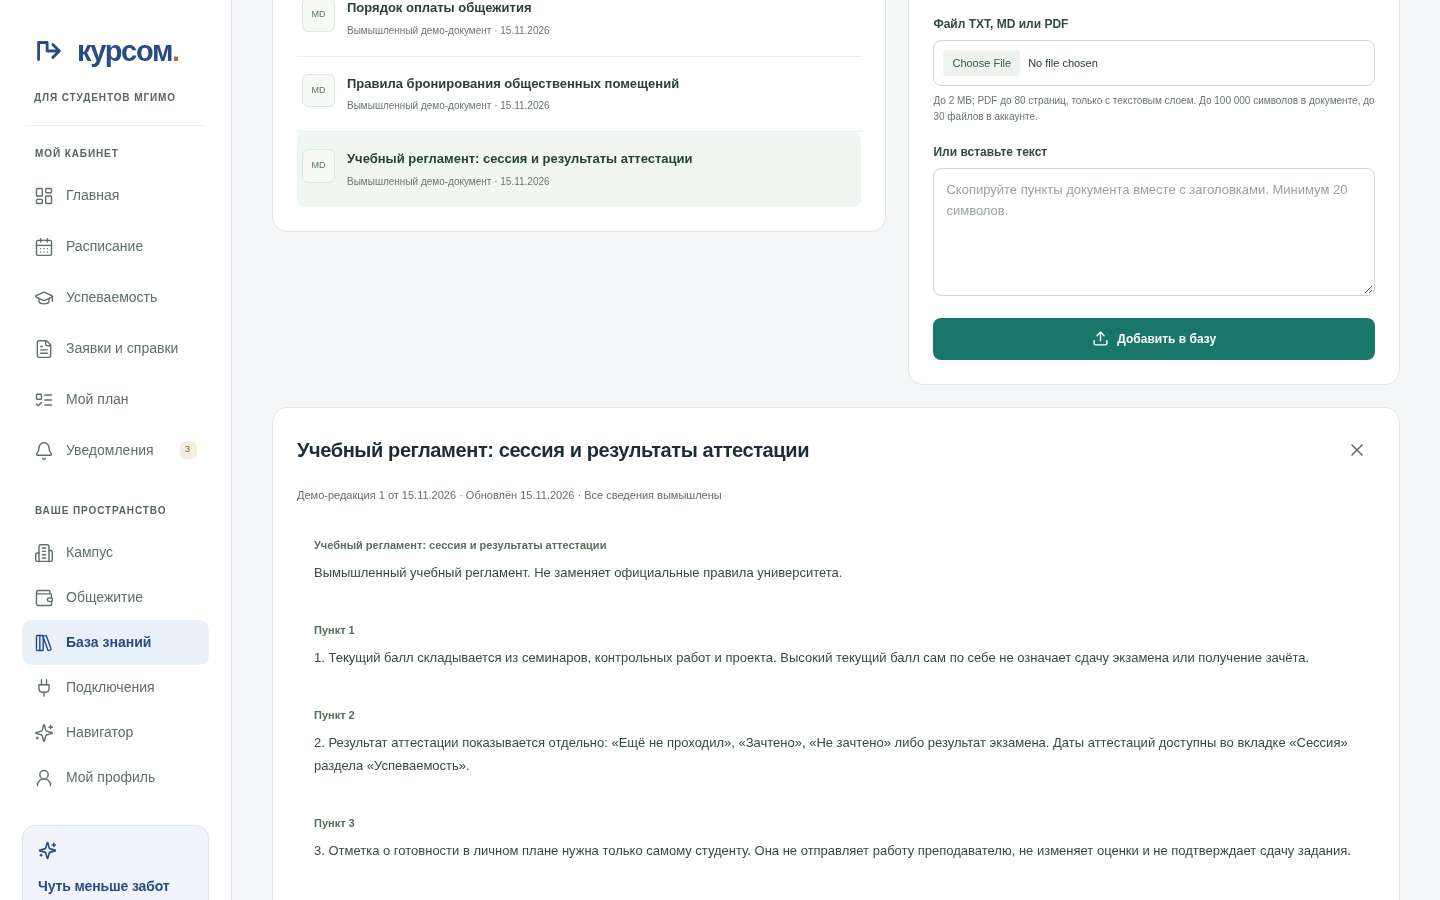 курсом.
ДЛЯ СТУДЕНТОВ МГИМО
МОЙ КАБИНЕТ
Главная
Расписание
Успеваемость
Заявки и справки
Мой план
Уведомления
3
ВАШЕ ПРОСТРАНСТВО
Кампус
Общежитие
База знаний
Подключения
Навигатор
Мой профиль
Чуть меньше забот
MD
Порядок оплаты общежития
Вымышленный демо-документ · 15.11.2026
MD
Правила бронирования общественных помещений
Вымышленный демо-документ · 15.11.2026
MD
Учебный регламент: сессия и результаты аттестации
Вымышленный демо-документ · 15.11.2026
Файл TXT, MD или PDF
Choose File No file chosen
До 2 МБ; PDF до 80 страниц, только с текстовым слоем. До 100 000 символов в документе, до
30 файлов в аккаунте.
Или вставьте текст
Скопируйте пункты документа вместе с заголовками. Минимум 20
символов.
Добавить в базу
Учебный регламент: сессия и результаты аттестации
Демо-редакция 1 от 15.11.2026 · Обновлён 15.11.2026 · Все сведения вымышлены
Учебный регламент: сессия и результаты аттестации
Вымышленный учебный регламент. Не заменяет официальные правила университета.
Пункт 1
1. Текущий балл складывается из семинаров, контрольных работ и проекта. Высокий текущий балл сам по себе не означает сдачу экзамена или получение зачёта.
Пункт 2
2. Результат аттестации показывается отдельно: «Ещё не проходил», «Зачтено», «Не зачтено» либо результат экзамена. Даты аттестаций доступны во вкладке «Сессия»
раздела «Успеваемость».
Пункт 3
3. Отметка о готовности в личном плане нужна только самому студенту. Она не отправляет работу преподавателю, не изменяет оценки и не подтверждает сдачу задания.